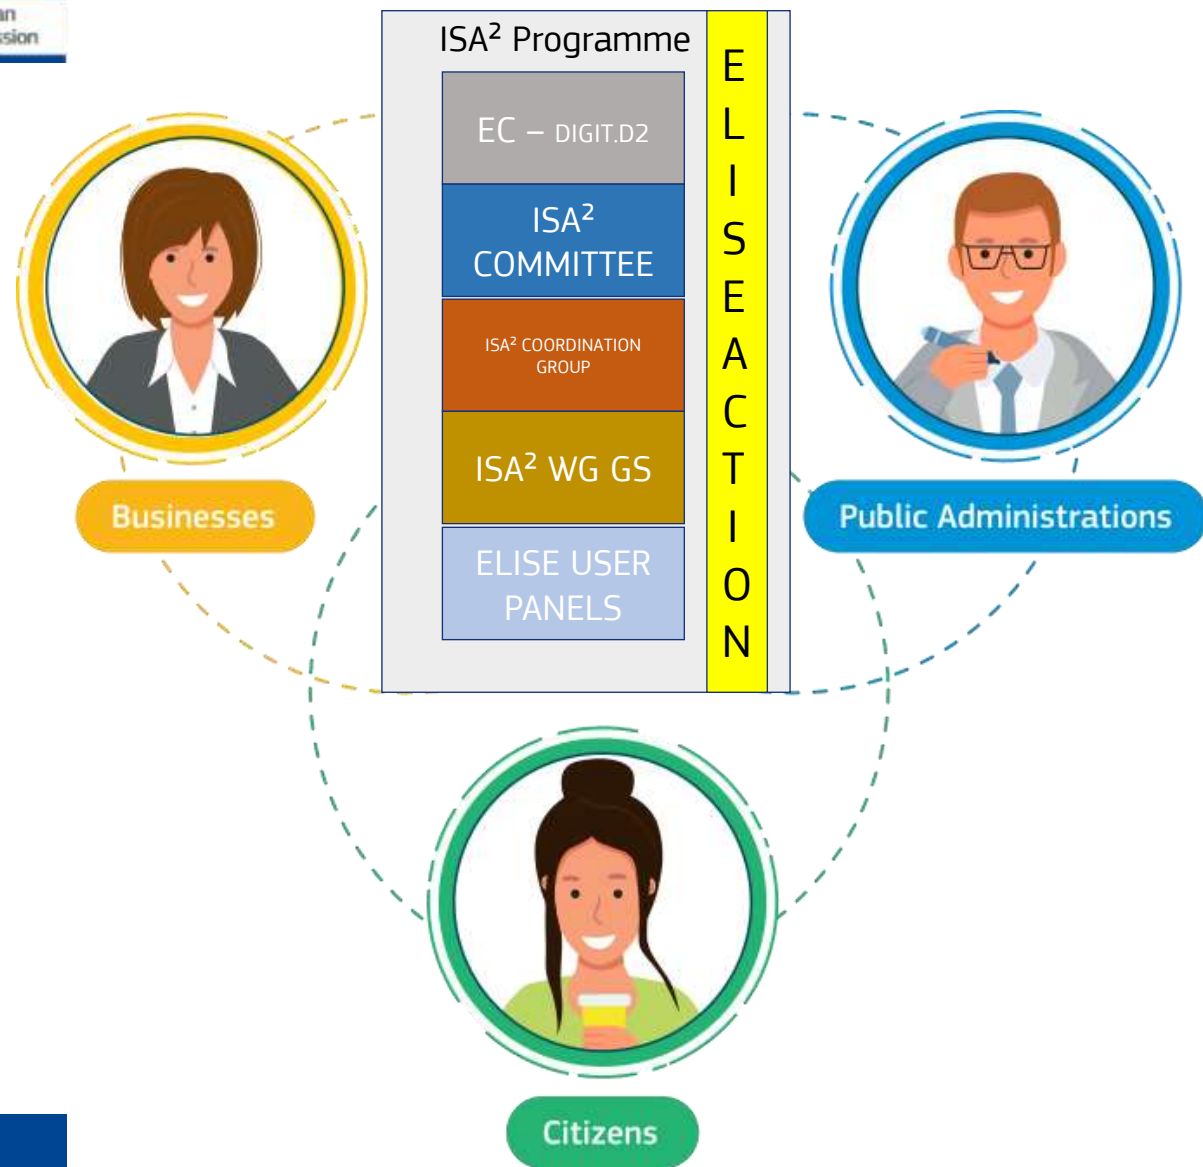 ISA² Programme
EC – DIGIT.D2
ISA²
COMMITTEE
ISA² COORDINATION
GROUP
ISA² WG GS
ELISE USER
PANELS
E
L
I
S
E
A
C
T
I
O
N
Businesses
Public Administrations
Citizens